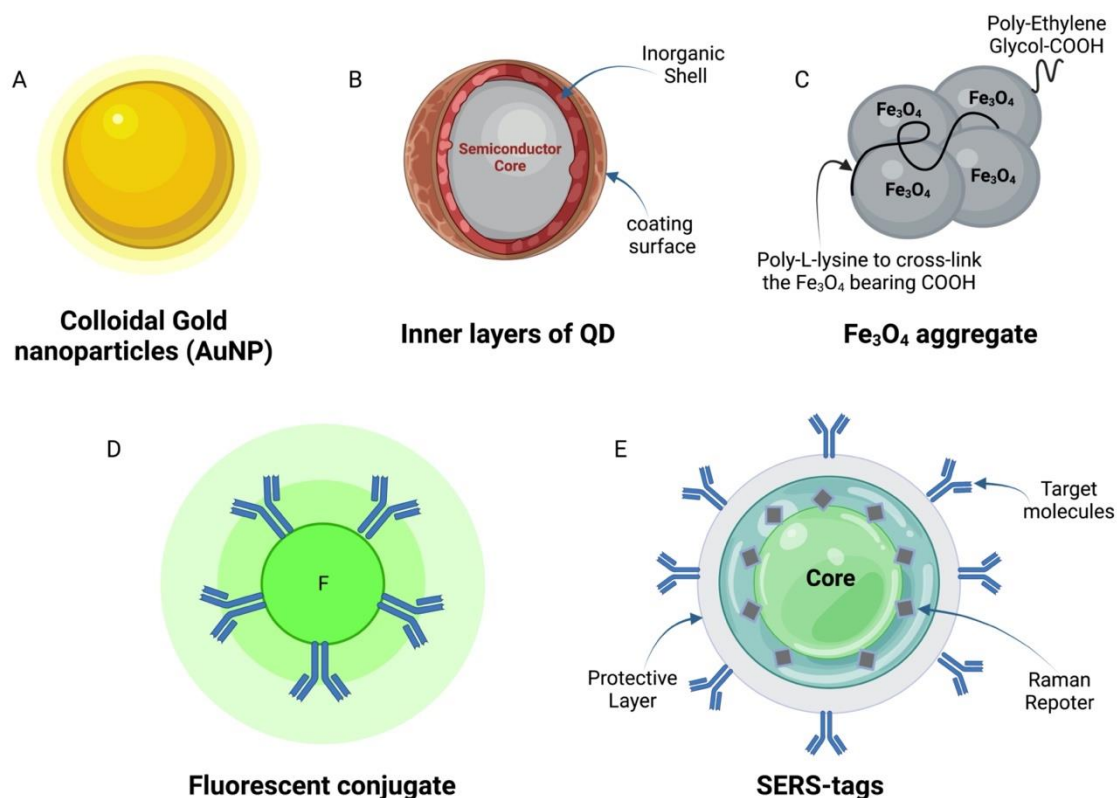 A
Colloidal Gold
nanoparticles (AuNP)
B
Inorganic
Shell
Semiconductor
Core
coating
surface
Inner layers of QD
C
Poly-Ethylene
Glycol-COOH
Fe₃O₄
Fe₃O₄
Fe₃O₄
Fe₃O₄
Poly-L-lysine to cross-link
the Fe₃O₄ bearing COOH
Fe₃O₄ aggregate
D
F
Fluorescent conjugate
E
Target
molecules
Core
Protective
Layer
Raman
Repoter
SERS-tags